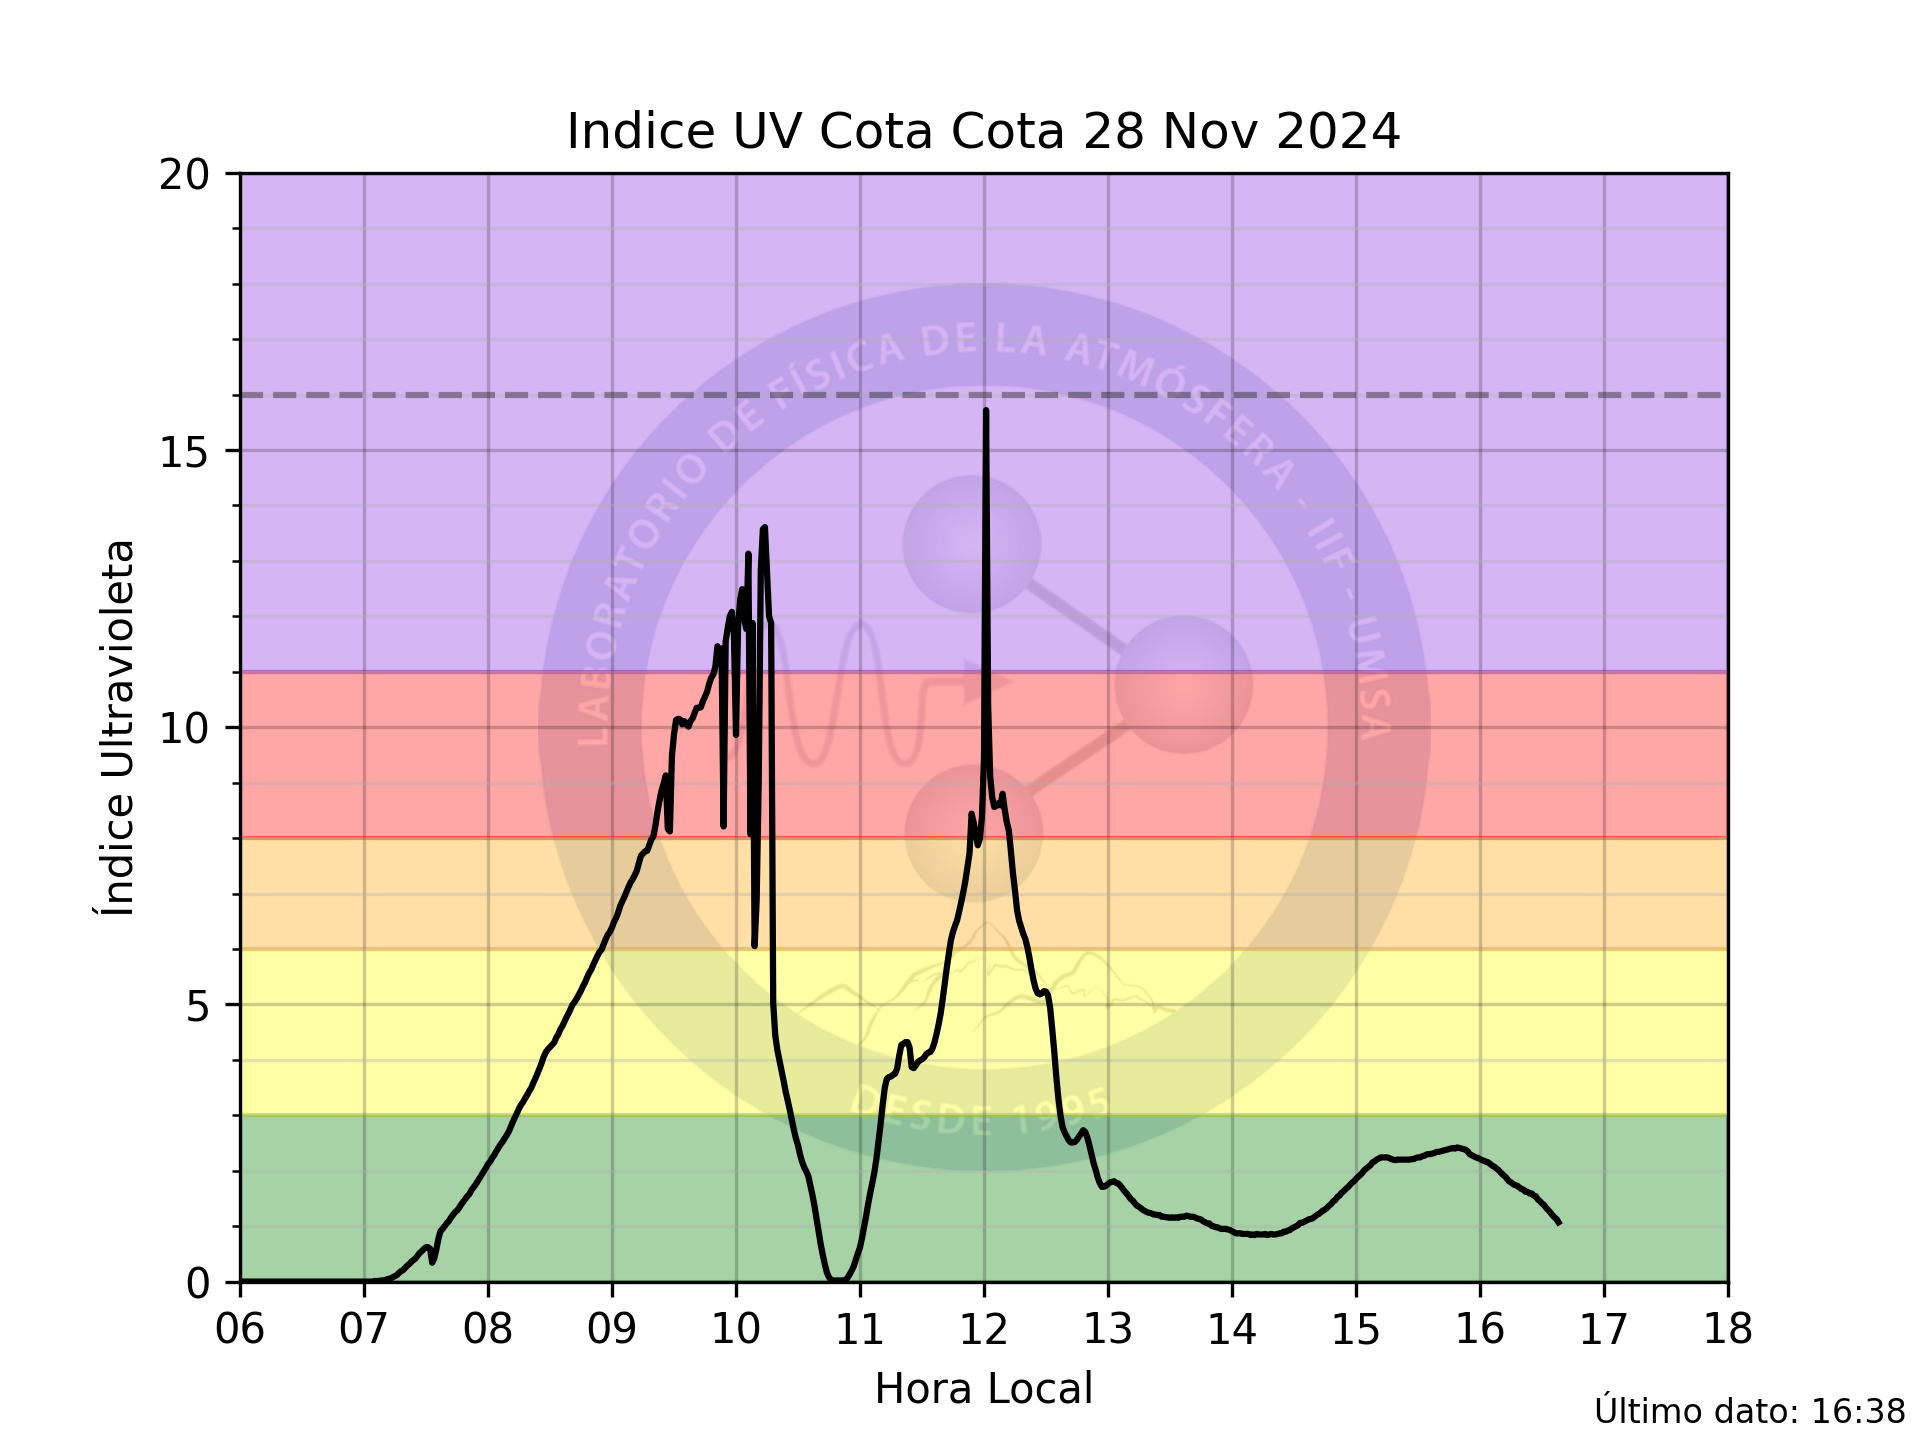 Indice UV Cota Cota 28 Nov 2024
20
15
10
5
0
Índice Ultravioleta
LABORATORIO DE FÍSICA DE LA ATMÓSFERA - IIF - UMSA
DESDE 1995
06 07 08 09 10 11 12 13 14 15 16 17 18
Hora Local
Último dato: 16:38